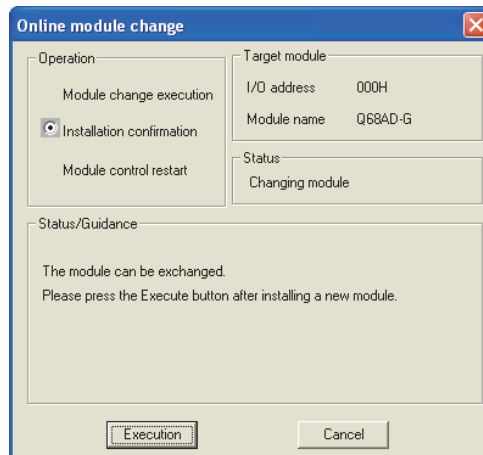 Online module change
Operation
Module change execution
Installation confirmation
Module control restart
Target module
I/O address 000H
Module name Q68AD-G
Status
Changing module
Status/Guidance
The module can be exchanged.
Please press the Execute button after installing a new module.
Execution Cancel